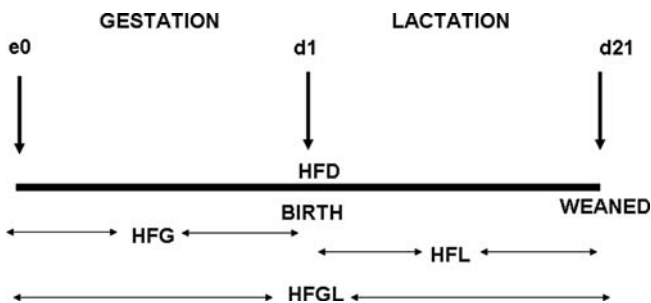 GESTATION LACTATION
e0 d1 d21
HFD
BIRTH WEANED
HFG
HFL
HFGL